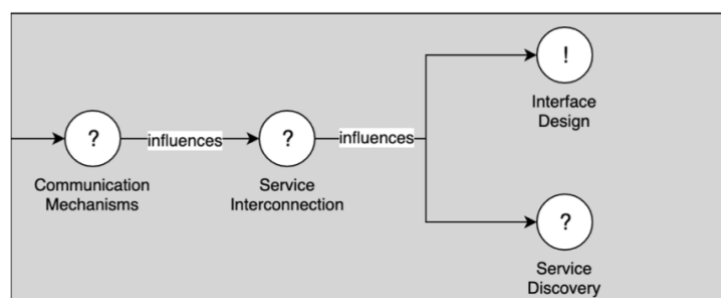 !
Interface
Design
?
influences
?
influences
Communication
Mechanisms
Service
Interconnection
?
Service
Discovery